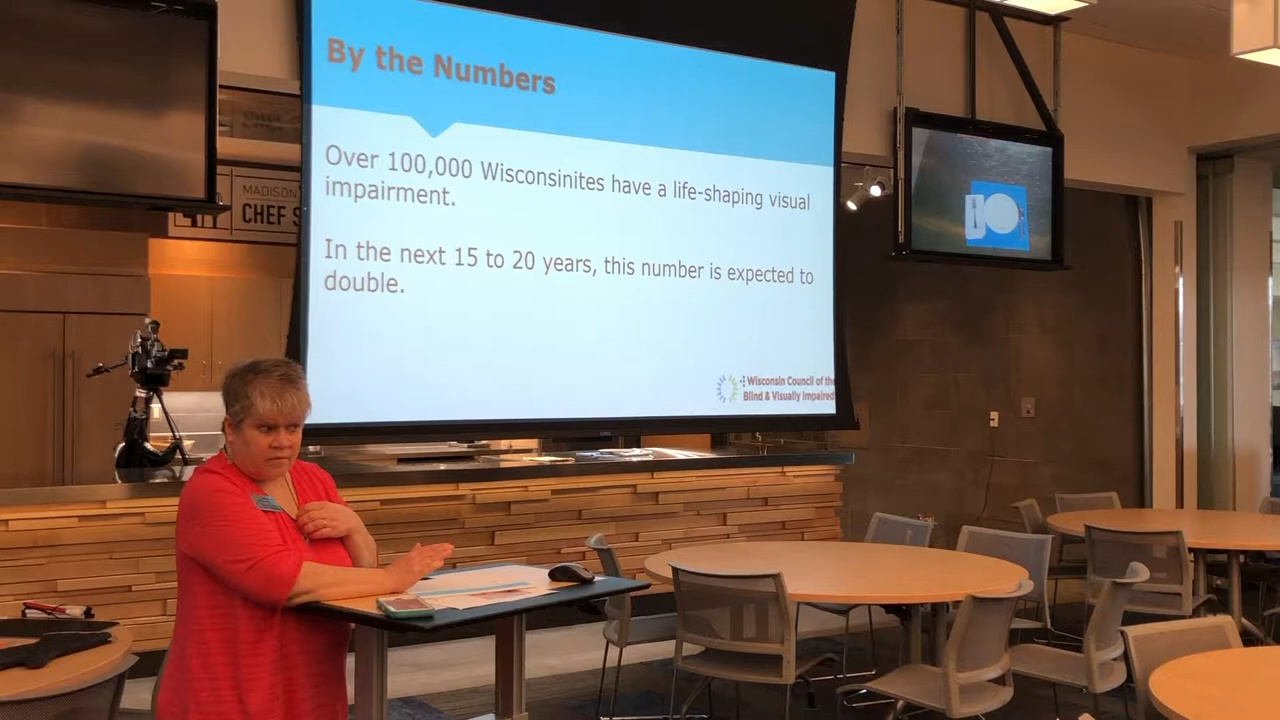 By the Numbers
Over 100,000 Wisconsinites have a life-shaping visual
impairment.
In the next 15 to 20 years, this number is expected to
double.
Wisconsin Council of the
Blind & Visually Impaired
MADISON
CHEF S